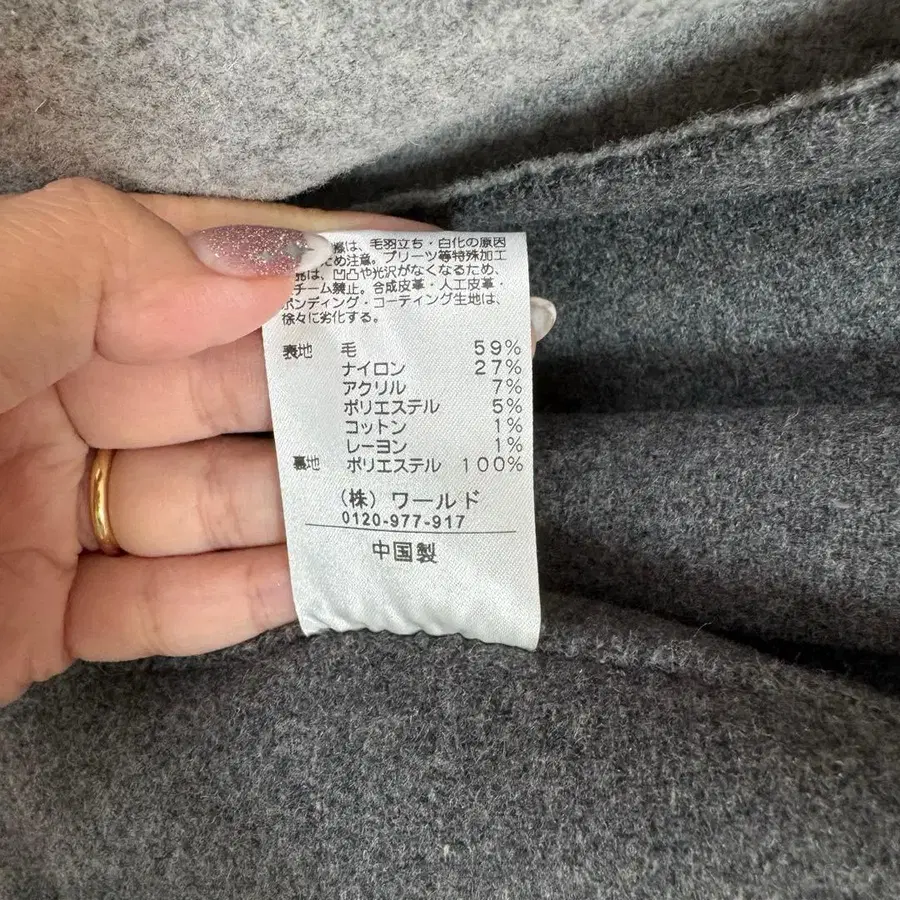 は、毛羽立ち・白化の原因
ため注意。プリーツ等特殊加工
は、凹凸や光沢がなくなるため、
チーム禁止。合成皮革・人工皮革・
ボンディング・コーティング生地は、
徐々に劣化する。
表地 毛 59%
ナイロン 27%
アクリル 7%
ポリエステル 5%
コットン 1%
レーヨン 1%
裏地 ポリエステル 100%
(株) ワールド
0120-977-917
中国製